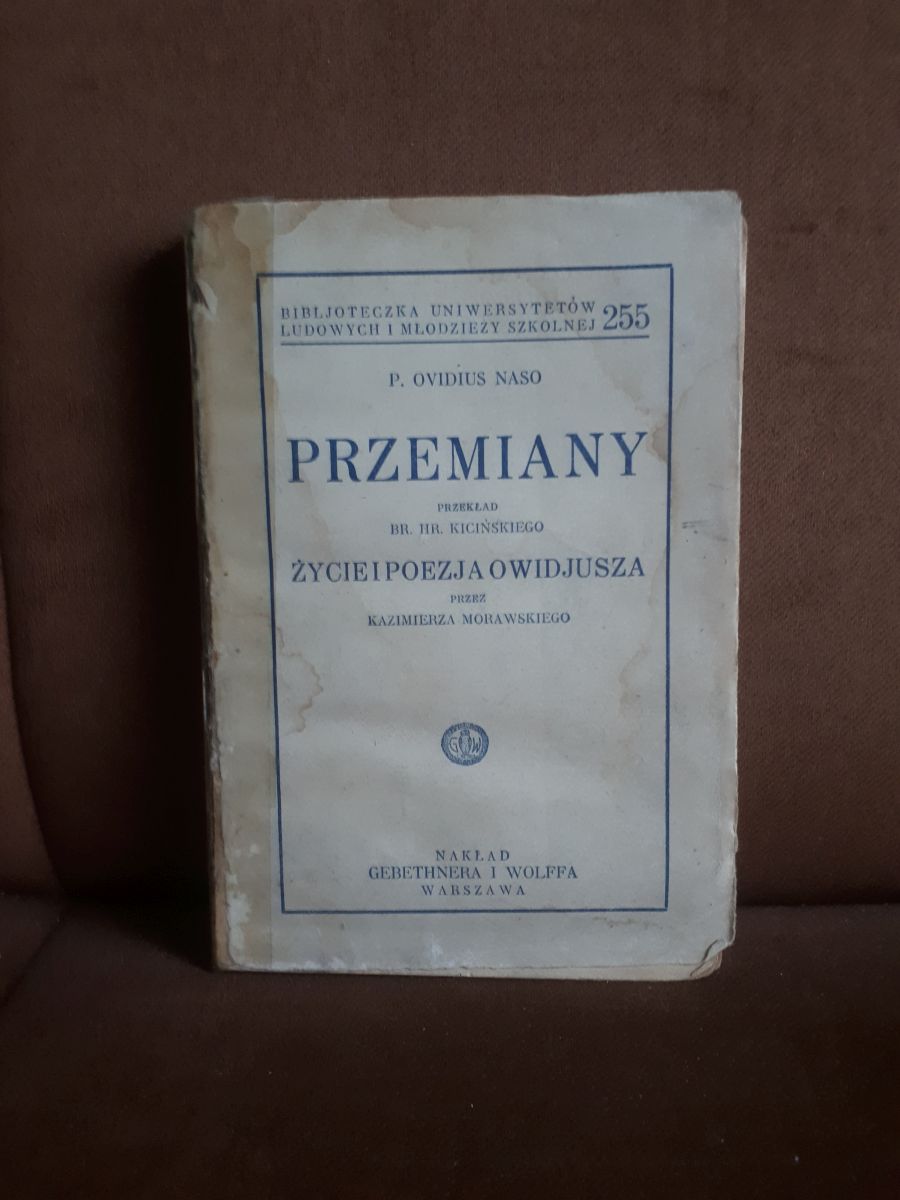 BIBLJOTECZKA UNIWERSYTETÓW
LUDOWYCH I MŁODZIEŻY SZKOLNEJ 255
P. OVIDIUS NASO
PRZEMIANY
PRZEKŁAD
BR. HR. KICIŃSKIEGO
ŻYCIE I POEZJA OWIDJUSZA
PRZEZ
KAZIMIERZA MORAWSKIEGO
G W
NAKŁAD
GEBETHNERA I WOLFFA
WARSZAWA